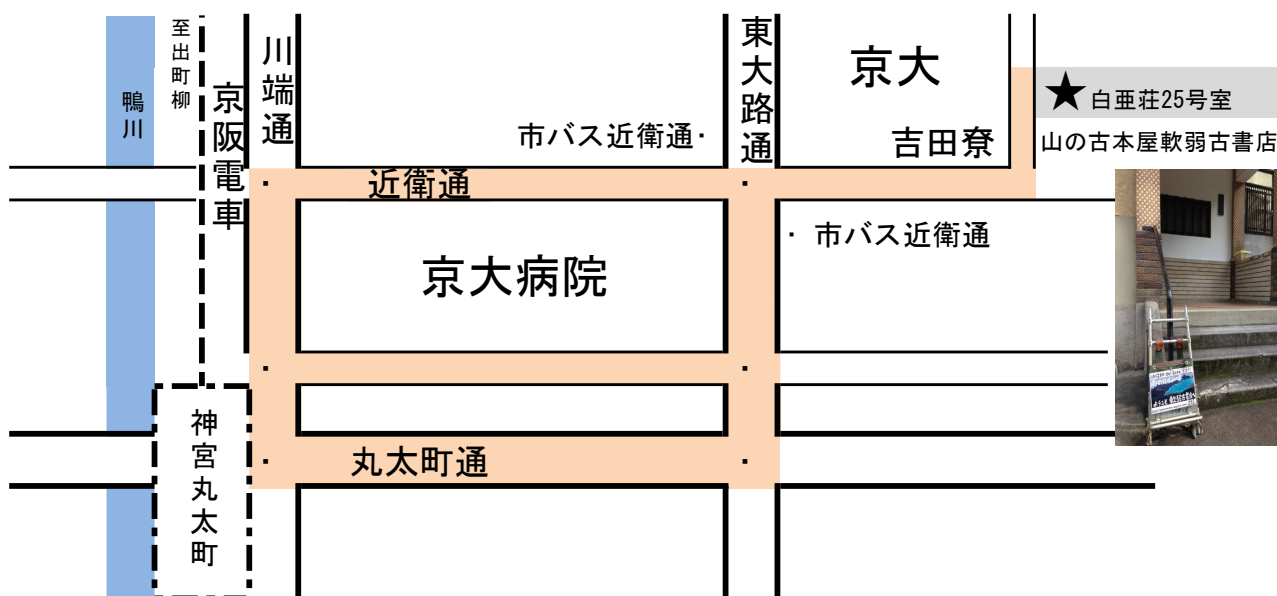 至出町柳
鴨川
京阪電車
川端通
東大路通
京大
吉田寮
市バス近衛通
近衛通
市バス近衛通
京大病院
神宮丸太町
丸太町通
★白亜荘25号室
山の古本屋軟弱古書店